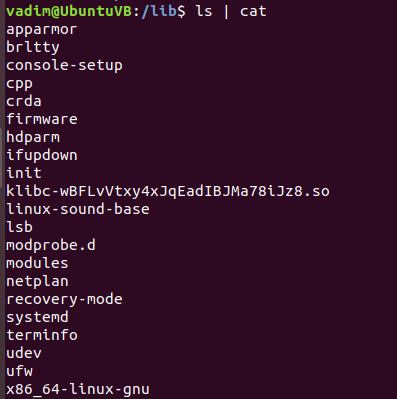 vadim@UbuntuVB:/lib$ ls | cat
apparmor
brltty
console-setup
cpp
crda
firmware
hdparm
ifupdown
init
klibc-wBFLvVtxy4xJqEadIBJMa78iJz8.so
linux-sound-base
lsb
modprobe.d
modules
netplan
recovery-mode
systemd
terminfo
udev
ufw
x86_64-linux-gnu